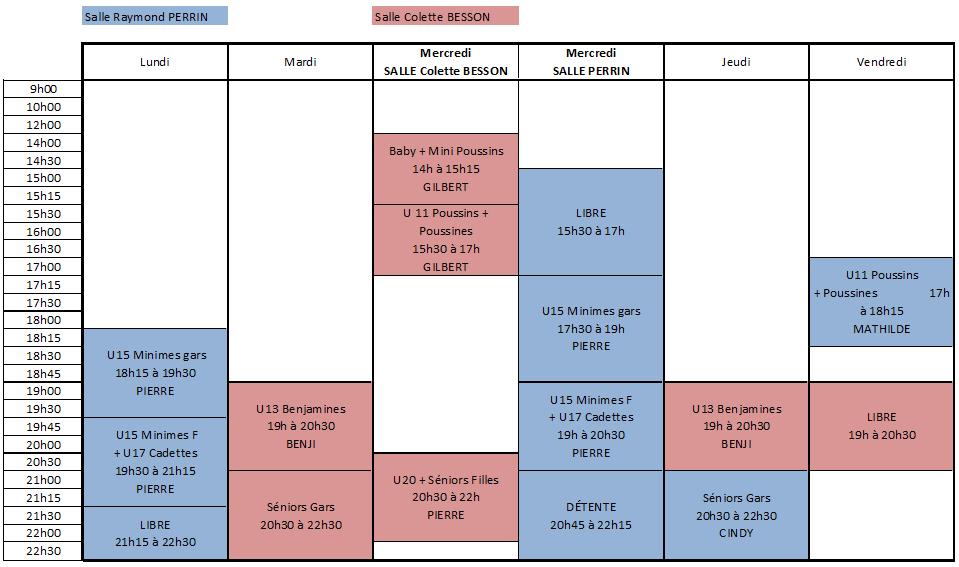 Salle Raymond PERRIN
Salle Colette BESSON
Lundi
Mardi
Mercredi
SALLE Colette BESSON
Mercredi
SALLE PERRIN
Jeudi
Vendredi
9h00
10h00
12h00
14h00
14h30
15h00
15h15
15h30
16h00
16h30
17h00
17h15
17h30
18h00
18h15
18h30
18h45
19h00
19h30
19h45
20h00
20h30
21h00
21h15
21h30
22h00
22h30
U15 Minimes gars
18h15 à 19h30
PIERRE
U15 Minimes F
+ U17 Cadettes
19h30 à 21h15
PIERRE
LIBRE
21h15 à 22h30
U13 Benjamines
19h à 20h30
BENJI
Séniors Gars
20h30 à 22h30
Baby + Mini Poussins
14h à 15h15
GILBERT
U 11 Poussins +
Poussines
15h30 à 17h
GILBERT
U20 + Séniors Filles
20h30 à 22h
PIERRE
LIBRE
15h30 à 17h
U15 Minimes gars
17h30 à 19h
PIERRE
U15 Minimes F
+ U17 Cadettes
19h à 20h30
PIERRE
DÉTENTE
20h45 à 22h15
U13 Benjamines
19h à 20h30
BENJI
Séniors Gars
20h30 à 22h30
CINDY
U11 Poussins
+ Poussines 17h
à 18h15
MATHILDE
LIBRE
19h à 20h30